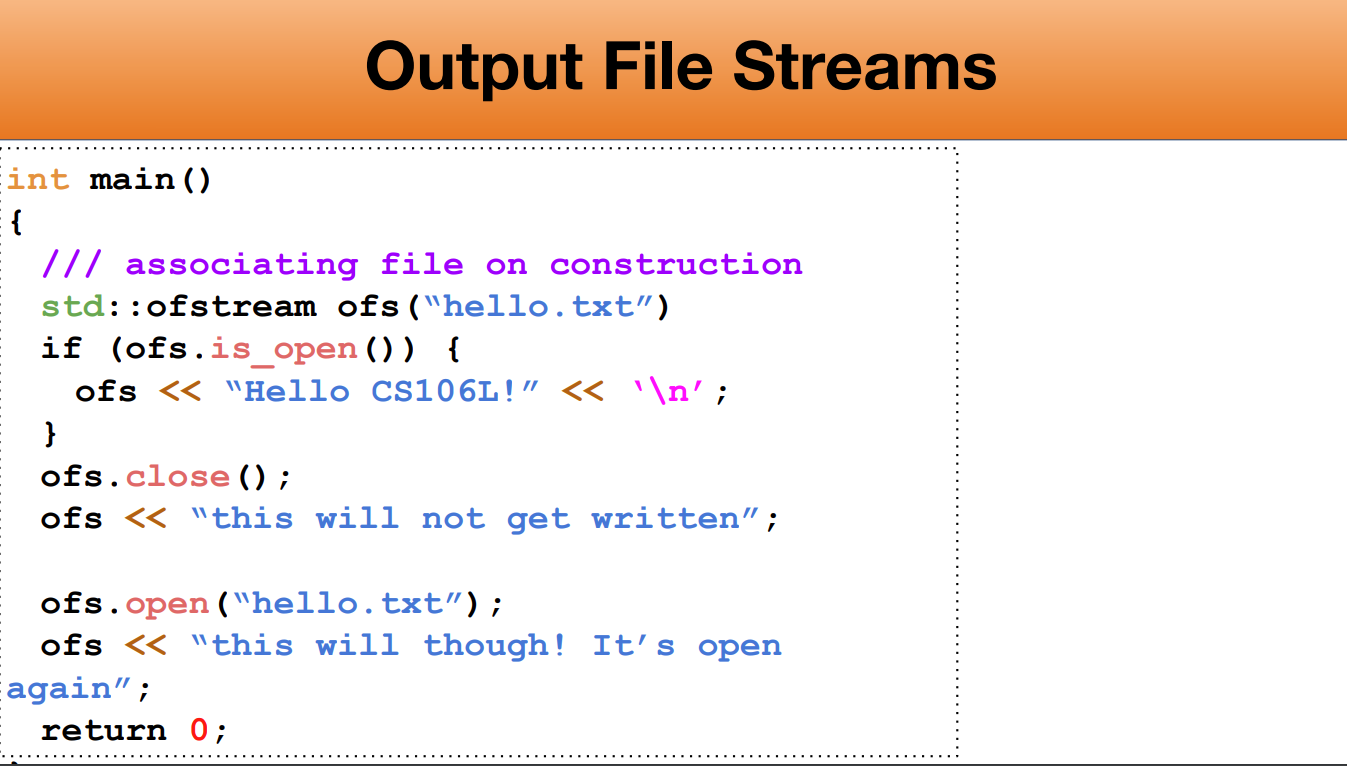 Output File Streams
int main()
{
/// associating file on construction
std::ofstream ofs(“hello.txt”)
if (ofs.is_open()) {
ofs << “Hello CS106L!” << ‘\n’;
}
ofs.close();
ofs << “this will not get written”;
ofs.open(“hello.txt”);
ofs << “this will though! It’s open
again”;
return 0;